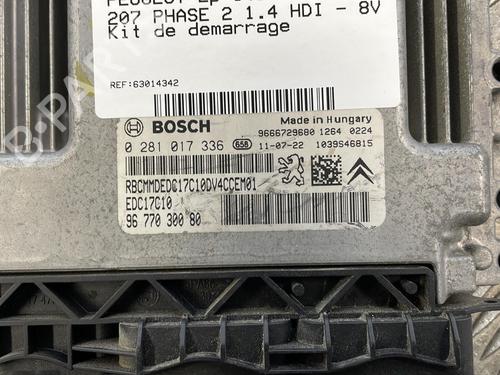 207 PHASE 2 1.4 HDI - 8V
Kit de demarrage
REF:63014342
BOSCH
Made in Hungary
9666729680 1264 0224
0 281 017 336 658 11-07-22 1039S46815
RBCMMDEDC17C10DV4CCEM01
EDC17C10
96 770 300 80